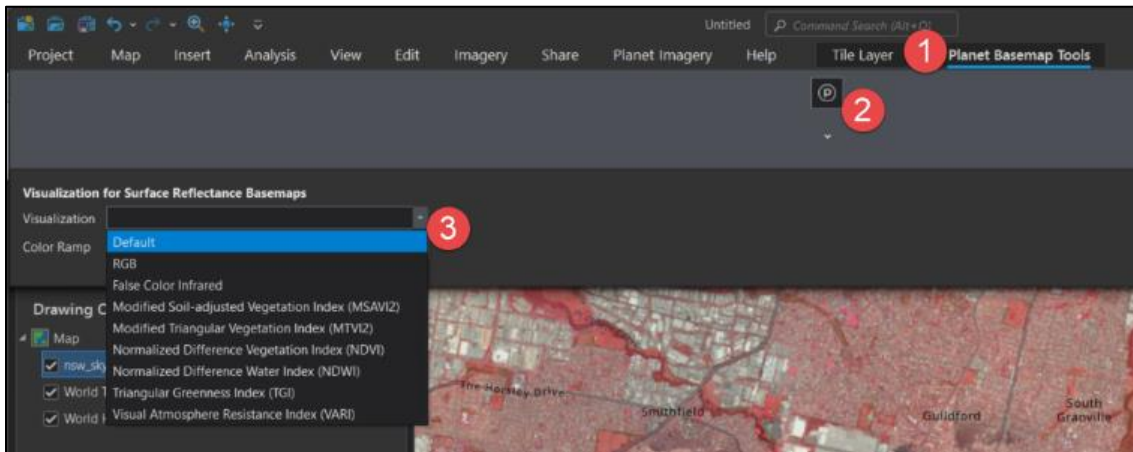 Untitled
Command Search (Alt+Q)
Project Map Insert Analysis View Edit Imagery Share Planet Imagery Help Tile Layer 1 Planet Basemap Tools
P 2
Visualization for Surface Reflectance Basemaps
Visualization 3
Color Ramp
Default
RGB
False Color Infrared
Modified Soil-adjusted Vegetation Index (MSAVI2)
Modified Triangular Vegetation Index (MTVI2)
Normalized Difference Vegetation Index (NDVI)
Normalized Difference Water Index (NDWI)
Triangular Greenness Index (TGI)
Visual Atmosphere Resistance Index (VARI)
Drawing O
Map
nsw_sky
World T
World H
The Horsley Drive
Smithfield
Guildford
South
Granville